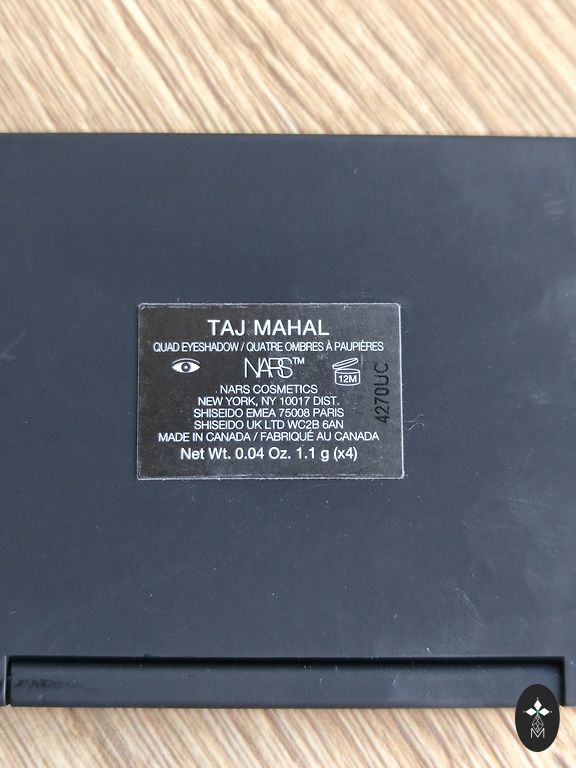 TAJ MAHAL
QUAD EYESHADOW / QUATRE OMBRES À PAUPIÈRES
NARS™
12M
4270UC
NARS COSMETICS
NEW YORK, NY 10017 DIST.
SHISEIDO EMEA 75008 PARIS
SHISEIDO UK LTD WC2B 6AN
MADE IN CANADA / FABRIQUÉ AU CANADA
Net Wt. 0.04 Oz. 1.1 g (x4)
M